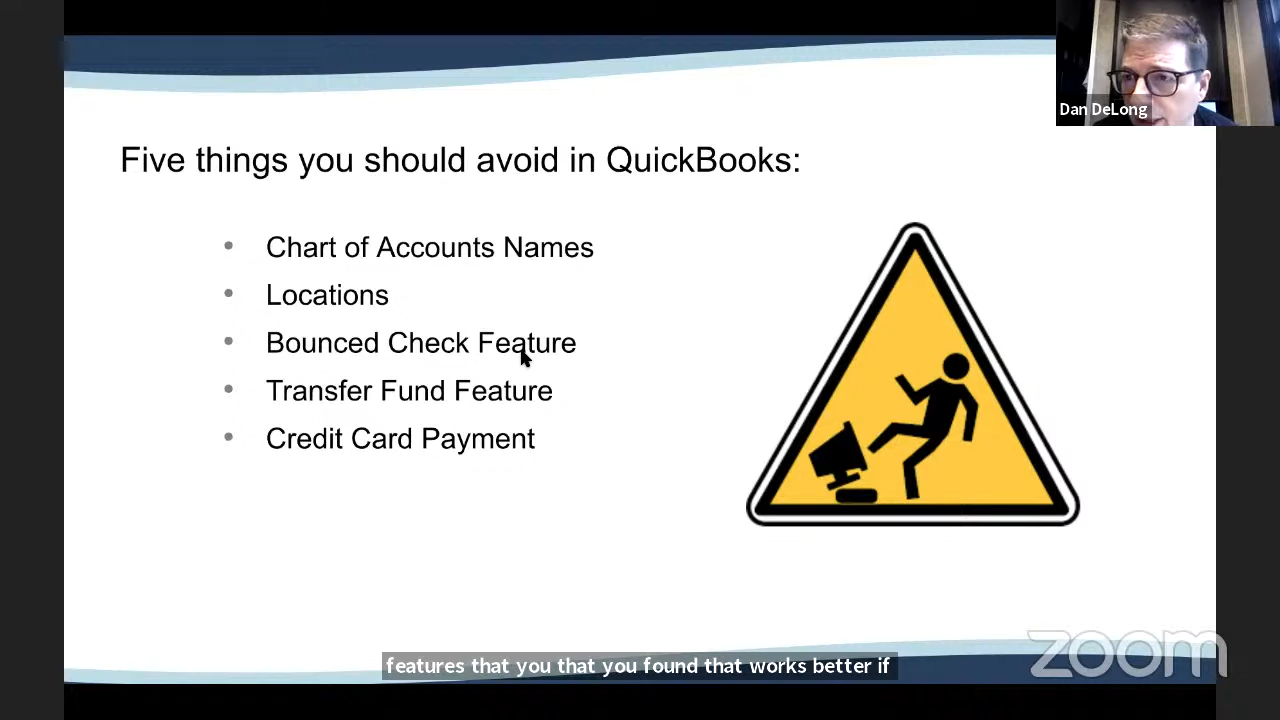 Dan DeLong
Five things you should avoid in QuickBooks:
Chart of Accounts Names
Locations
Bounced Check Feature
Transfer Fund Feature
Credit Card Payment
features that you that you found that works better if
zoom